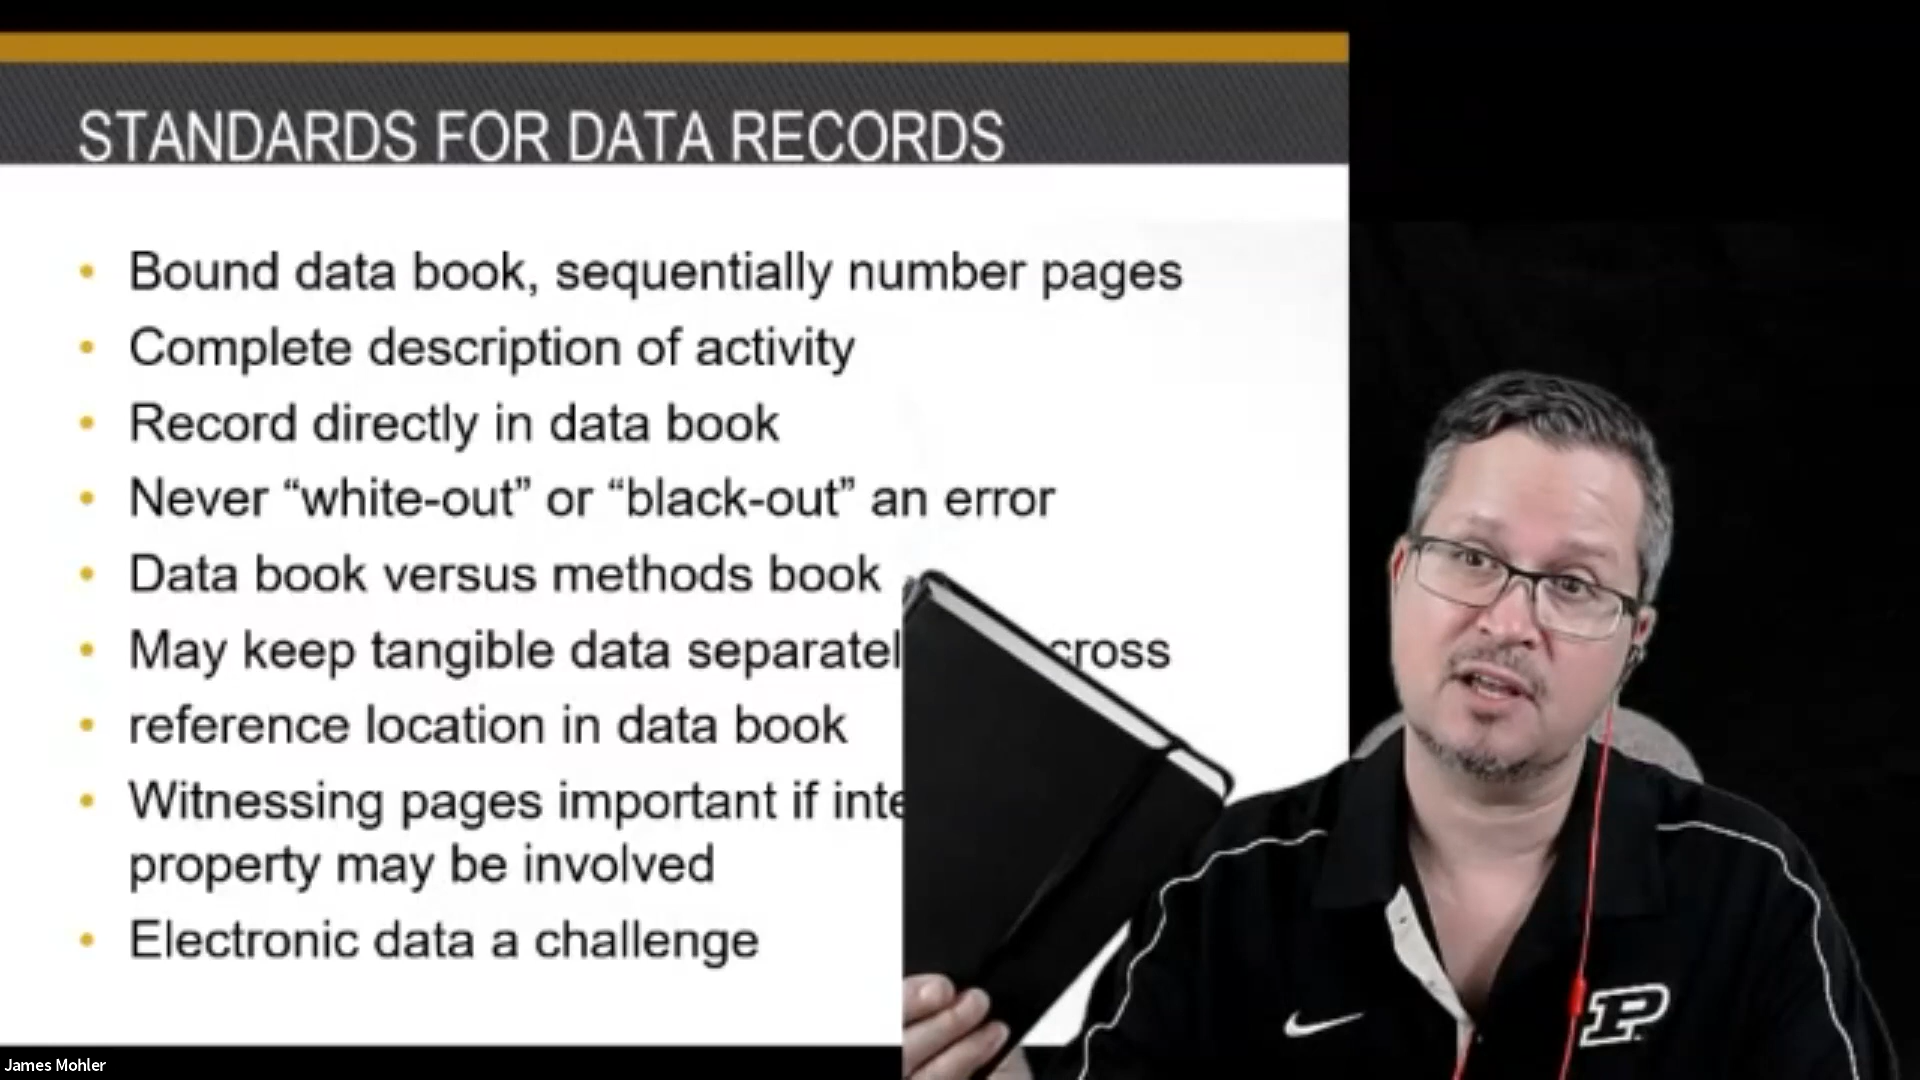 STANDARDS FOR DATA RECORDS
• Bound data book, sequentially number pages
• Complete description of activity
• Record directly in data book
• Never “white-out” or “black-out” an error
• Data book versus methods book
• May keep tangible data cross
• reference location in data book
• Witnessing pages important if
property may be involved
• Electronic data a challenge
P
James Mohler